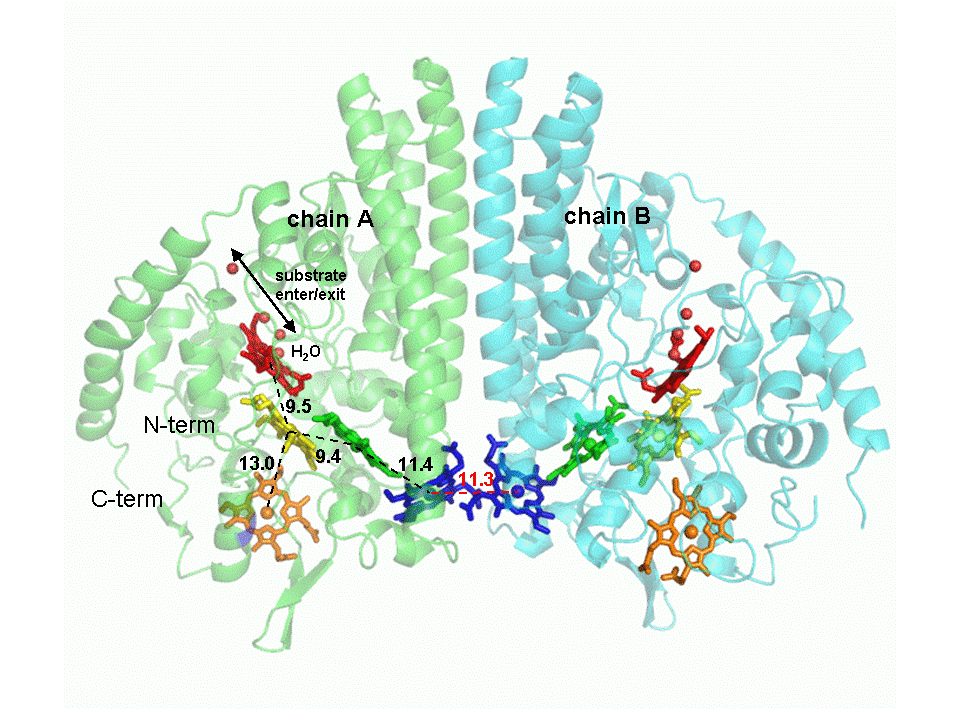 chain A
chain B
substrate
enter/exit
H₂O
9.5
N-term
9.4
13.0
11.4
11.3
C-term